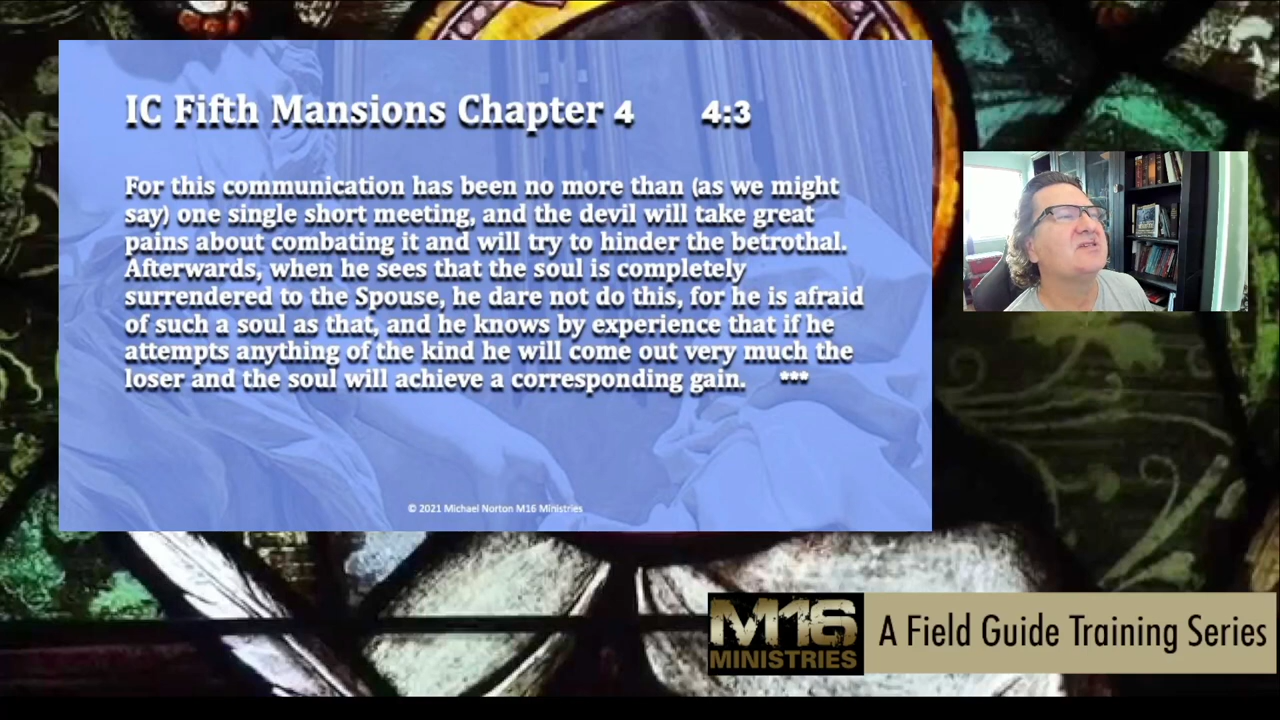 IC Fifth Mansions Chapter 4 4:3
For this communication has been no more than (as we might
say) one single short meeting, and the devil will take great
pains about combating it and will try to hinder the betrothal.
Afterwards, when he sees that the soul is completely
surrendered to the Spouse, he dare not do this, for he is afraid
of such a soul as that, and he knows by experience that if he
attempts anything of the kind he will come out very much the
loser and the soul will achieve a corresponding gain. ***
© 2021 Michael Norton M16 Ministries
M16
MINISTRIES
A Field Guide Training Series